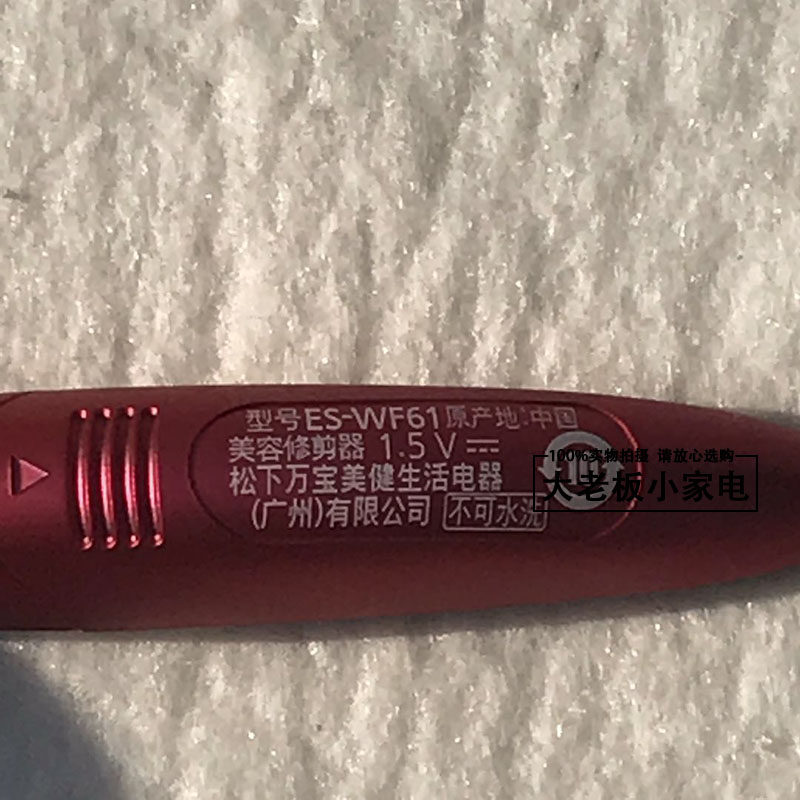 型号ES-WF61原产地:中国
美容修剪器 1.5V
松下万宝美健生活电器
(广州)有限公司 不可水洗
100%实物拍摄 请放心选购
大老板小家电